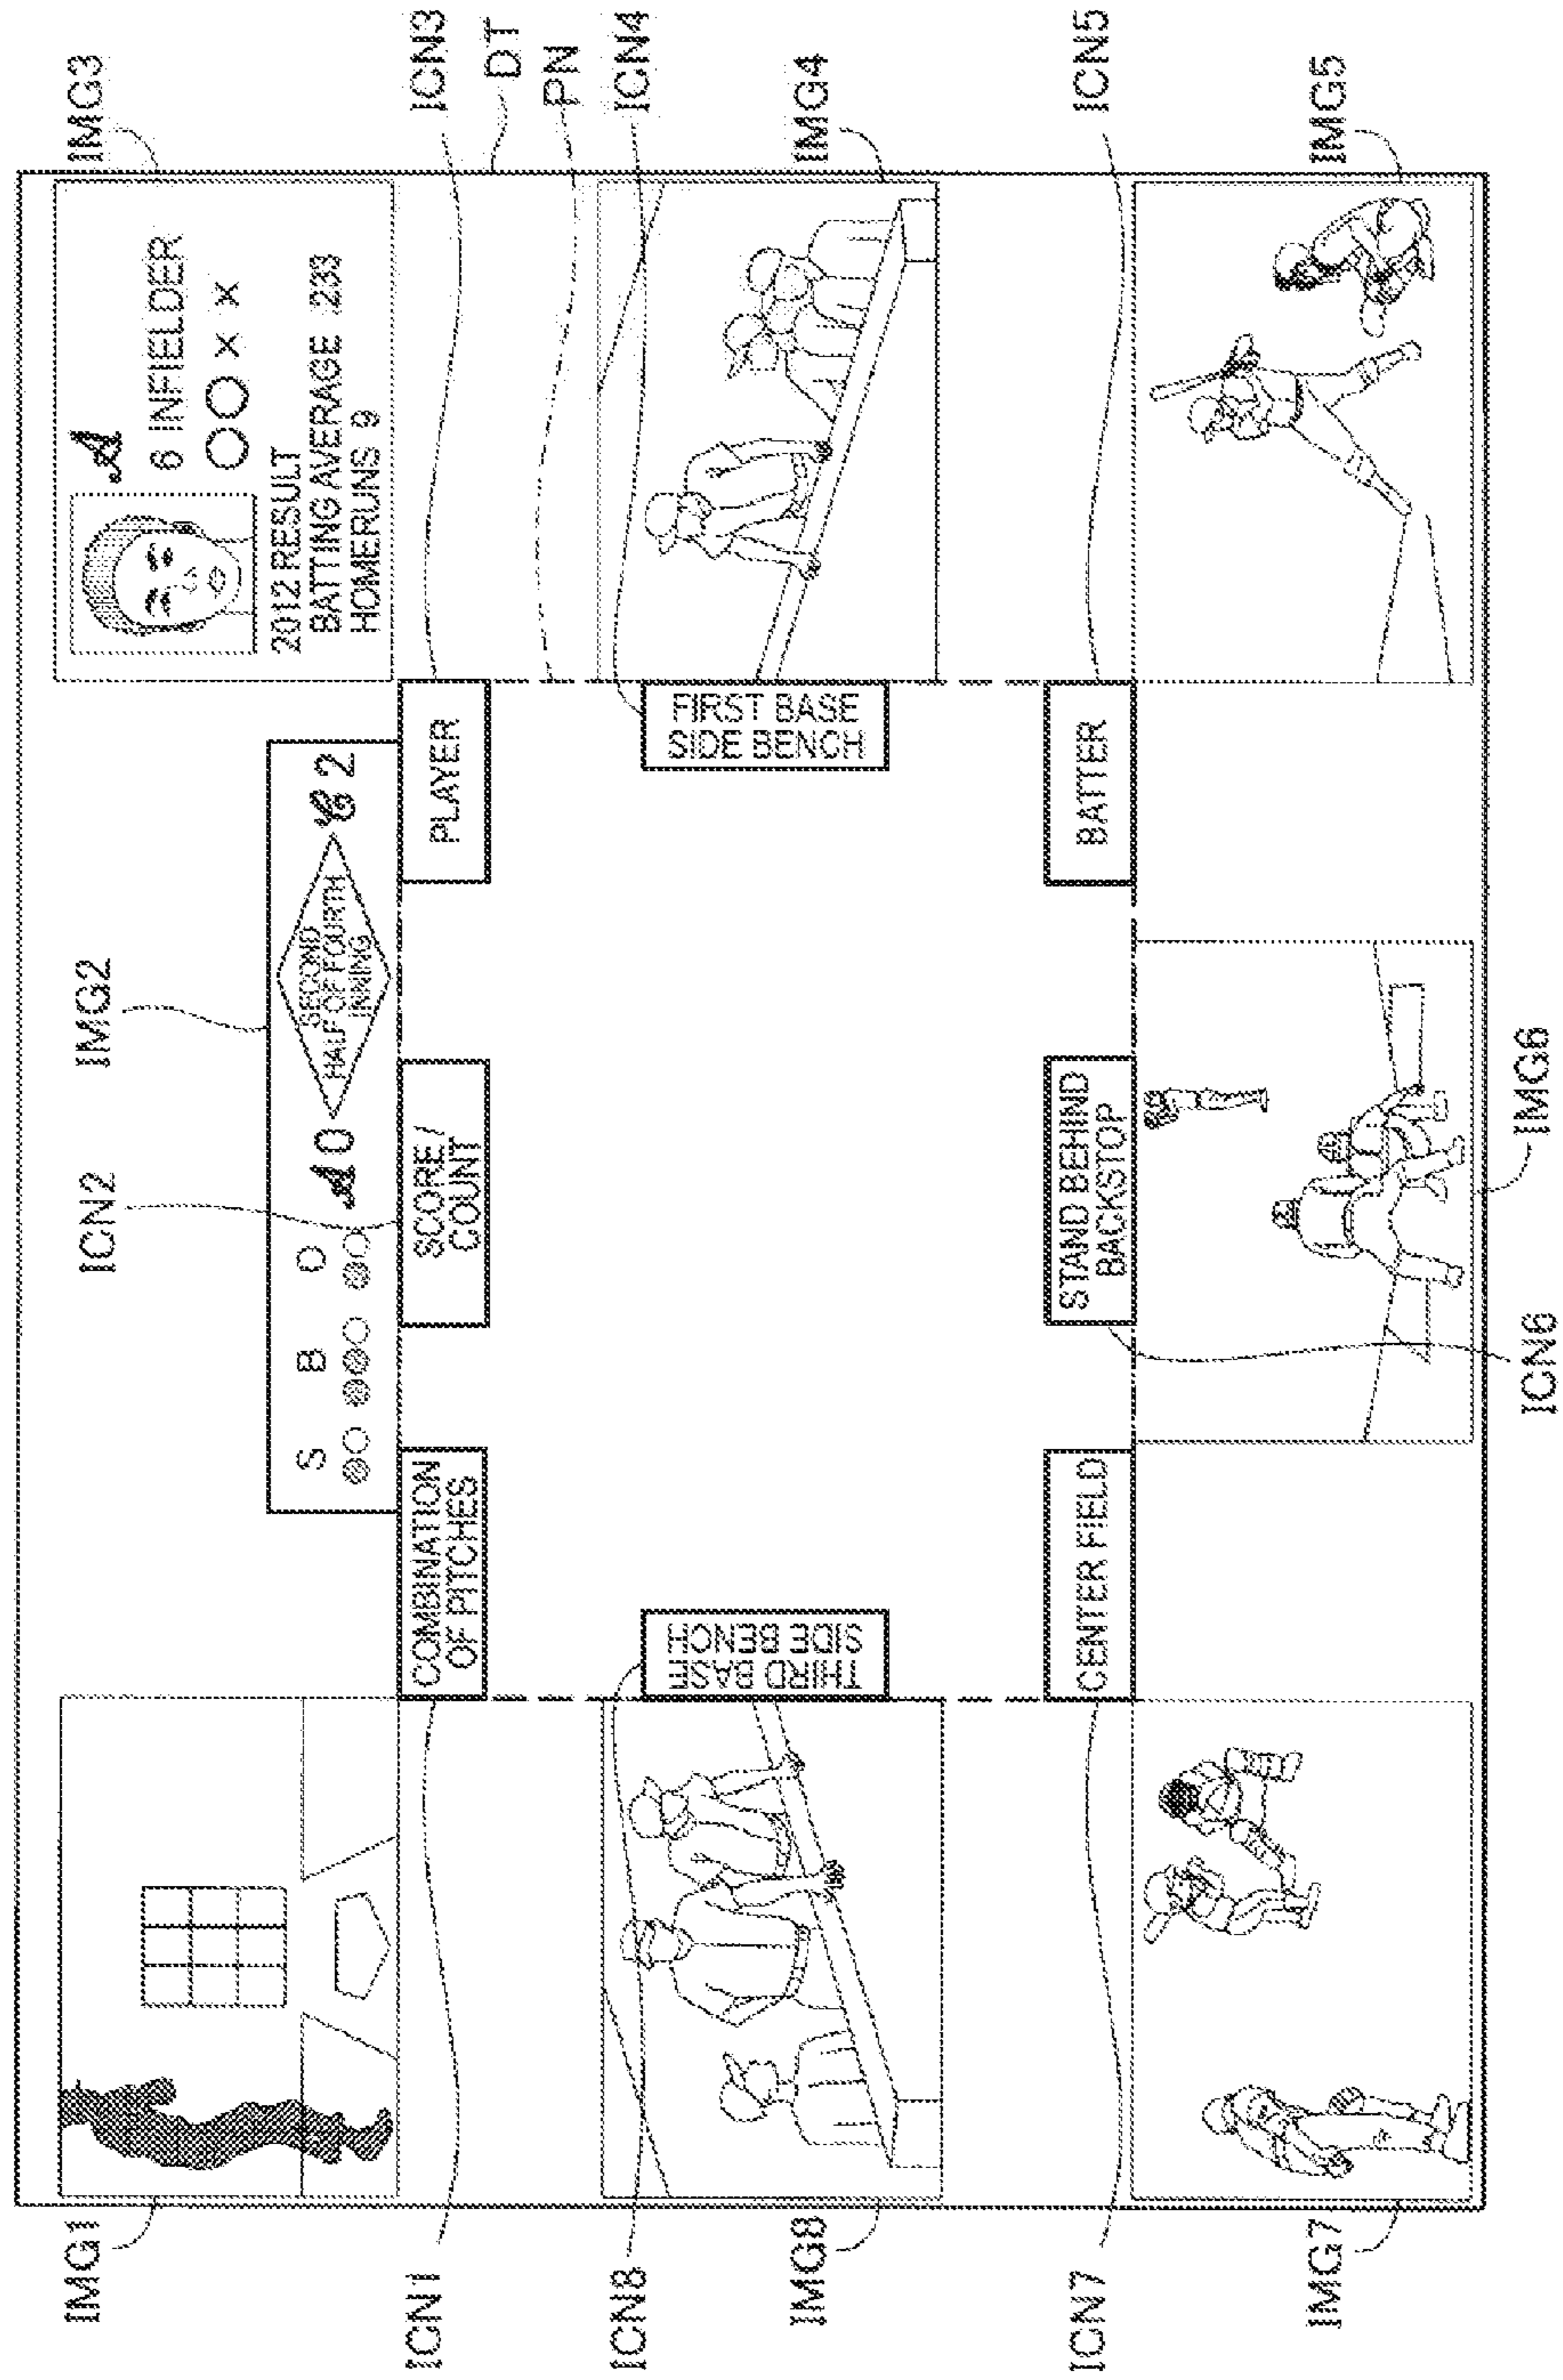 IMG1
ICN2
IMG2
IMG3
A
6 INFIELDER
○○××
2012 RESULT
BATTING AVERAGE .233
HOMERUNS 9
S B O
A 0
SECOND
HALF OF FOURTH
INNING
C 2
ICN1
COMBINATION
OF PITCHES
SCORE /
COUNT
PLAYER
ICN3
DT
PN
ICN8
THIRD BASE
SIDE BENCH
FIRST BASE
SIDE BENCH
ICN4
IMG8
IMG4
ICN7
CENTER FIELD
STAND BEHIND
BACKSTOP
BATTER
ICN5
IMG7
IMG5
ICN6
IMG6